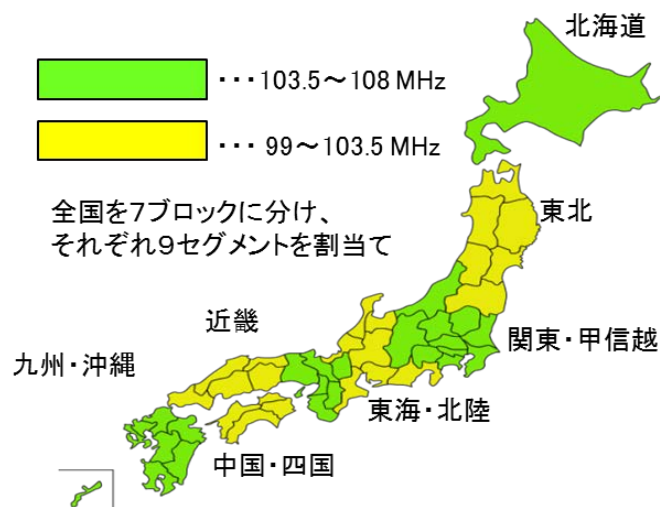 北海道
・・・103.5～108 MHz
・・・ 99～103.5 MHz
全国を7ブロックに分け、
それぞれ9セグメントを割当て
東北
近畿
関東・甲信越
九州・沖縄
東海・北陸
中国・四国